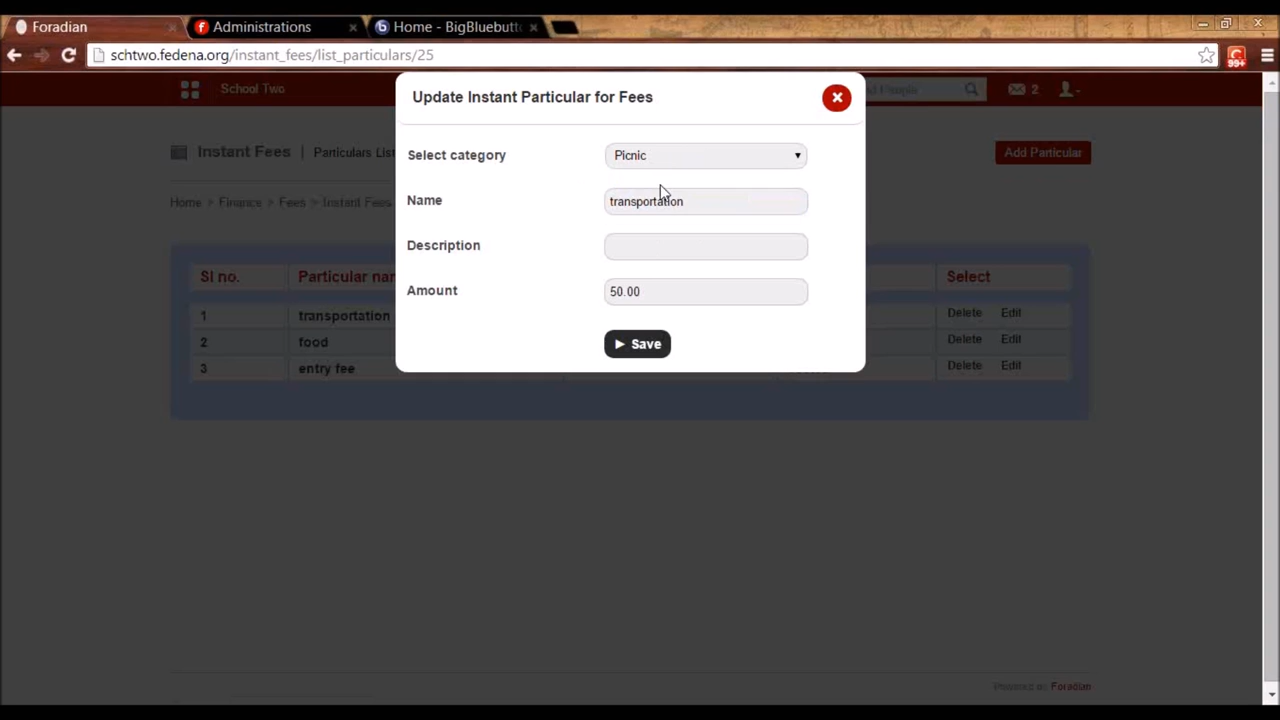 Foradian
Administrations
Home - BigBluebutto
schtwo.fedena.org/instant_fees/list_particulars/25
99+
School Two
2
Update Instant Particular for Fees
Instant Fees | Particulars List
Add Particular
Select category
Picnic
Name
transportation
Home > Finance > Fees > Instant Fees
Description
Amount
50.00
Save
Sl no.
Particular nam
Select
1
transportation
Delete
Edit
2
food
Delete
Edit
3
entry fee
Delete
Edit
Powered by Foradian